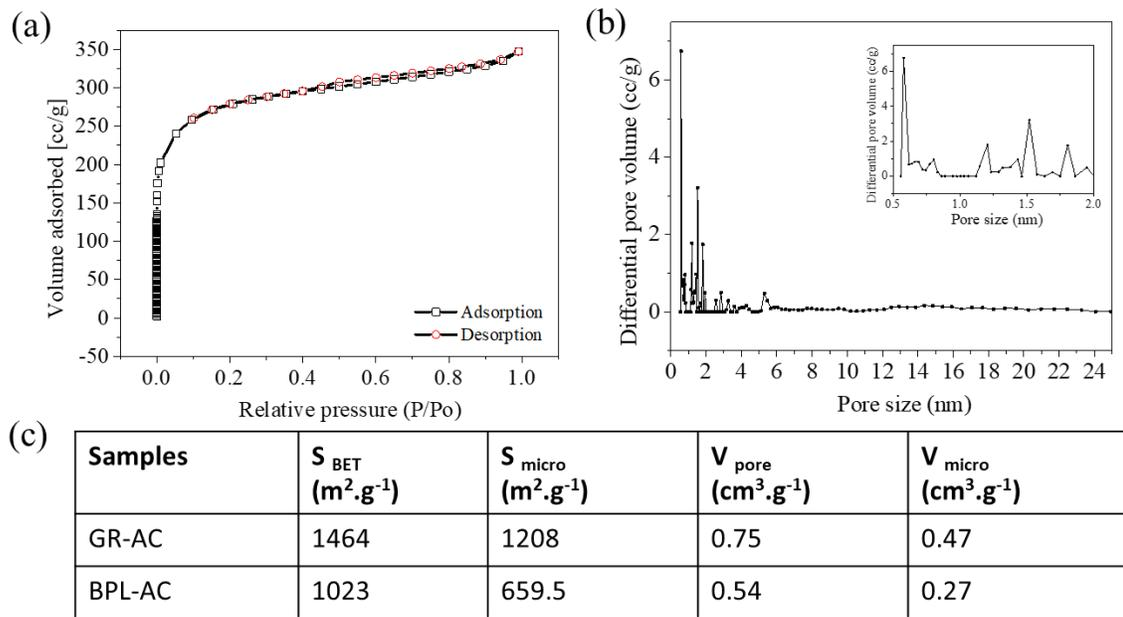 (a)
Volume adsorbed [cc/g]
350
300
250
200
150
100
50
0
-50
0.0 0.2 0.4 0.6 0.8 1.0
Relative pressure (P/Po)
Adsorption
Desorption
(b)
Differential pore volume (cc/g)
6
4
2
0
0 2 4 6 8 10 12 14 16 18 20 22 24
Pore size (nm)
Differential pore volume (cc/g)
6
4
2
0
0.5 1.0 1.5 2.0
Pore size (nm)
(c)
Samples S BET (m².g⁻¹) S micro (m².g⁻¹) V pore (cm³.g⁻¹) V micro (cm³.g⁻¹)
GR-AC 1464 1208 0.75 0.47
BPL-AC 1023 659.5 0.54 0.27